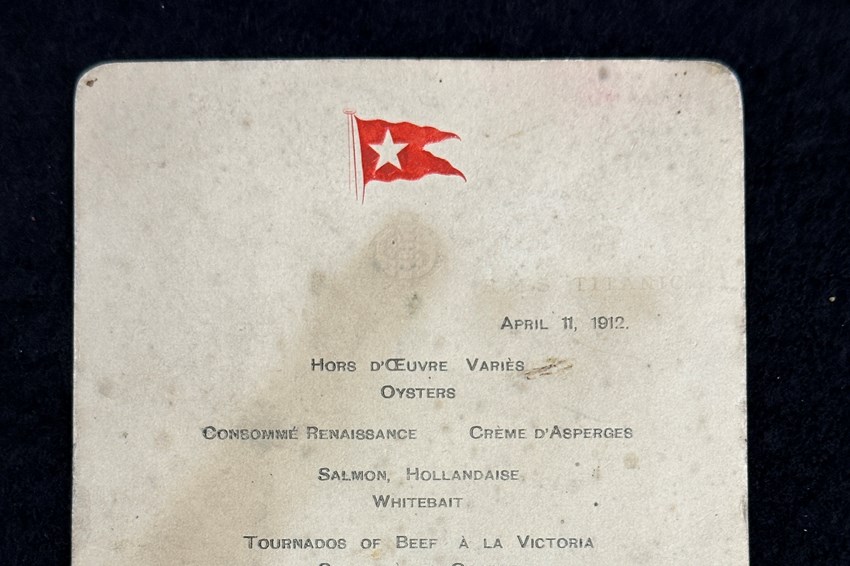 R.M.S "TITANIC
APRIL 11, 1912.
HORS D'ŒUVRE VARIÈS
OYSTERS
CONSOMMÉ RENAISSANCE CRÈME D'ASPERGES
SALMON, HOLLANDAISE
WHITEBAIT
TOURNADOS OF BEEF À LA VICTORIA